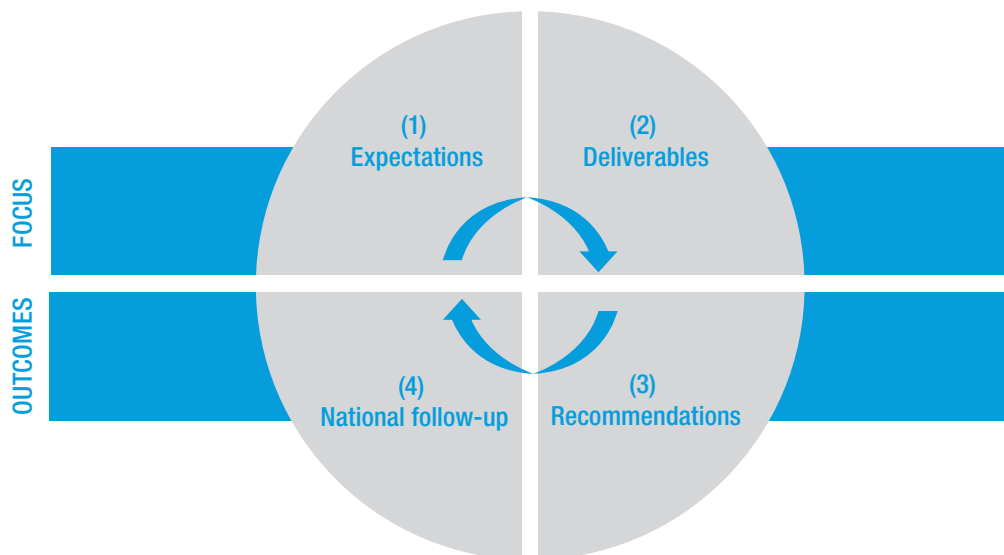 FOCUS
(1)
Expectations
(2)
Deliverables
OUTCOMES
(4)
National follow-up
(3)
Recommendations